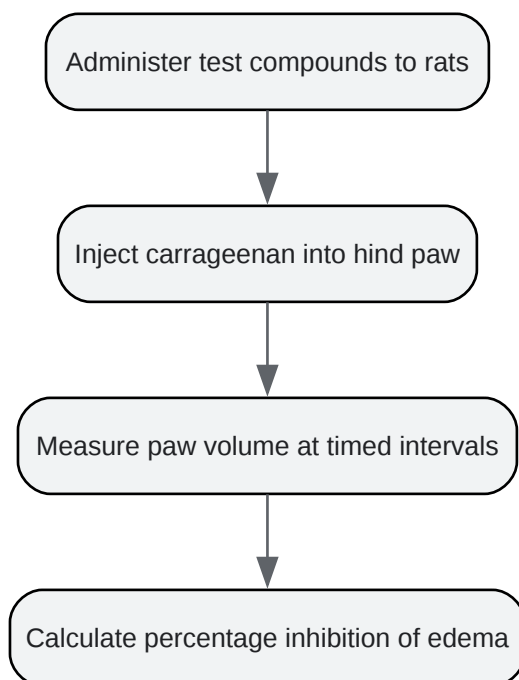 Administer test compounds to rats
Inject carrageenan into hind paw
Measure paw volume at timed intervals
Calculate percentage inhibition of edema